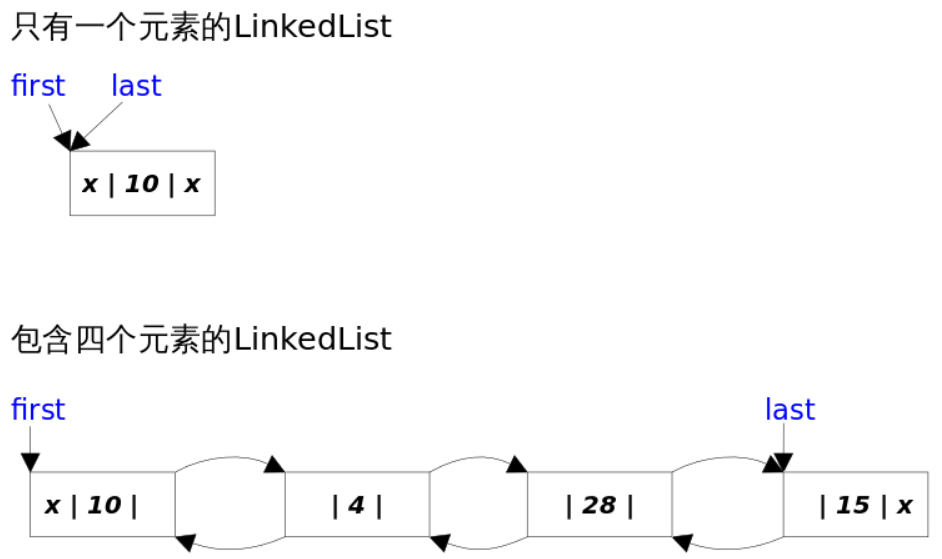 只有一个元素的LinkedList
first last
x | 10 | x
包含四个元素的LinkedList
first last
x | 10 | | 4 | | 28 | | 15 | x